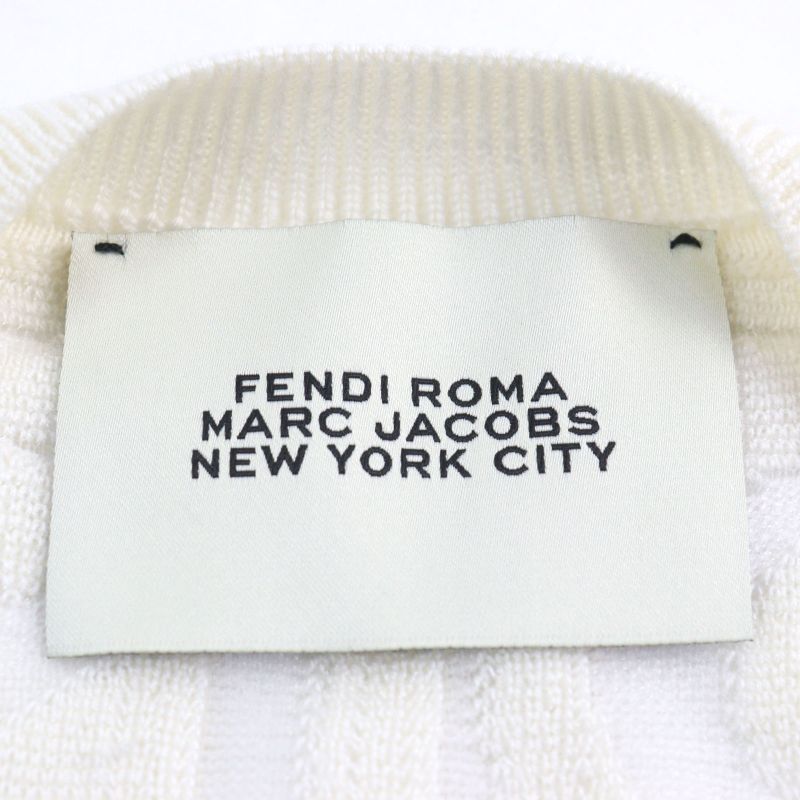 FENDI ROMA
MARC JACOBS
NEW YORK CITY